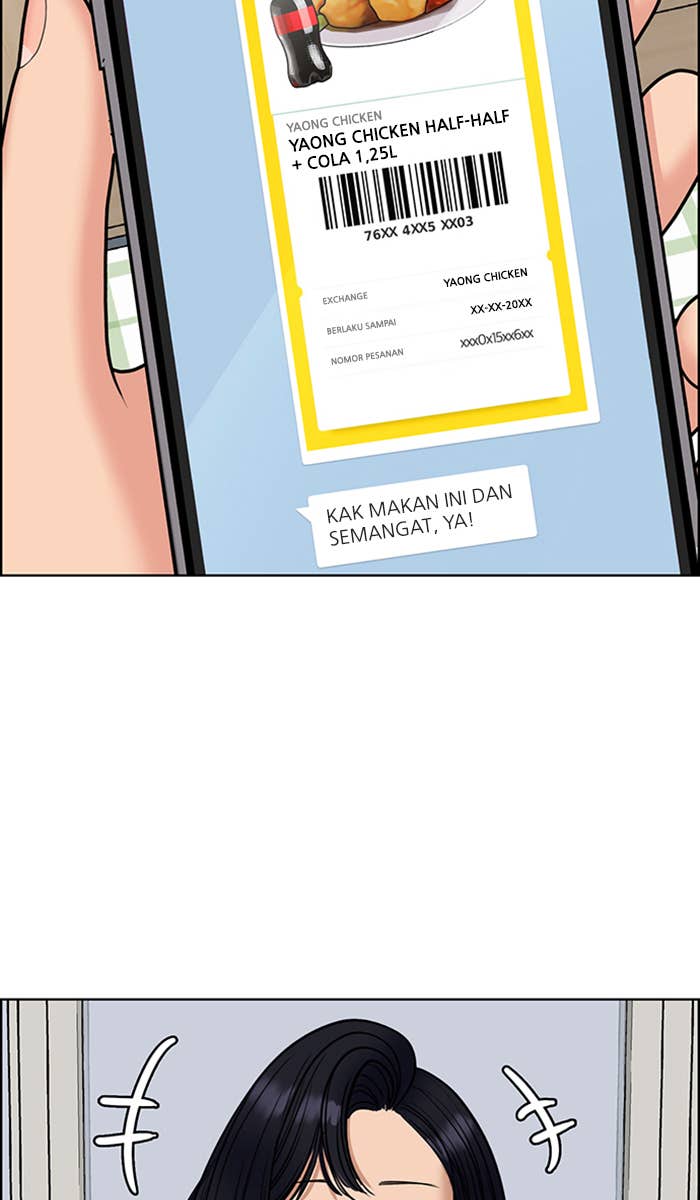 YAONG CHICKEN
YAONG CHICKEN HALF-HALF
+ COLA 1,25L
76XX 4XX5 XX03
EXCHANGE YAONG CHICKEN
BERLAKU SAMPAI XX-XX-20XX
NOMOR PESANAN xxx0x15xx6xx
KAK MAKAN INI DAN
SEMANGAT, YA!